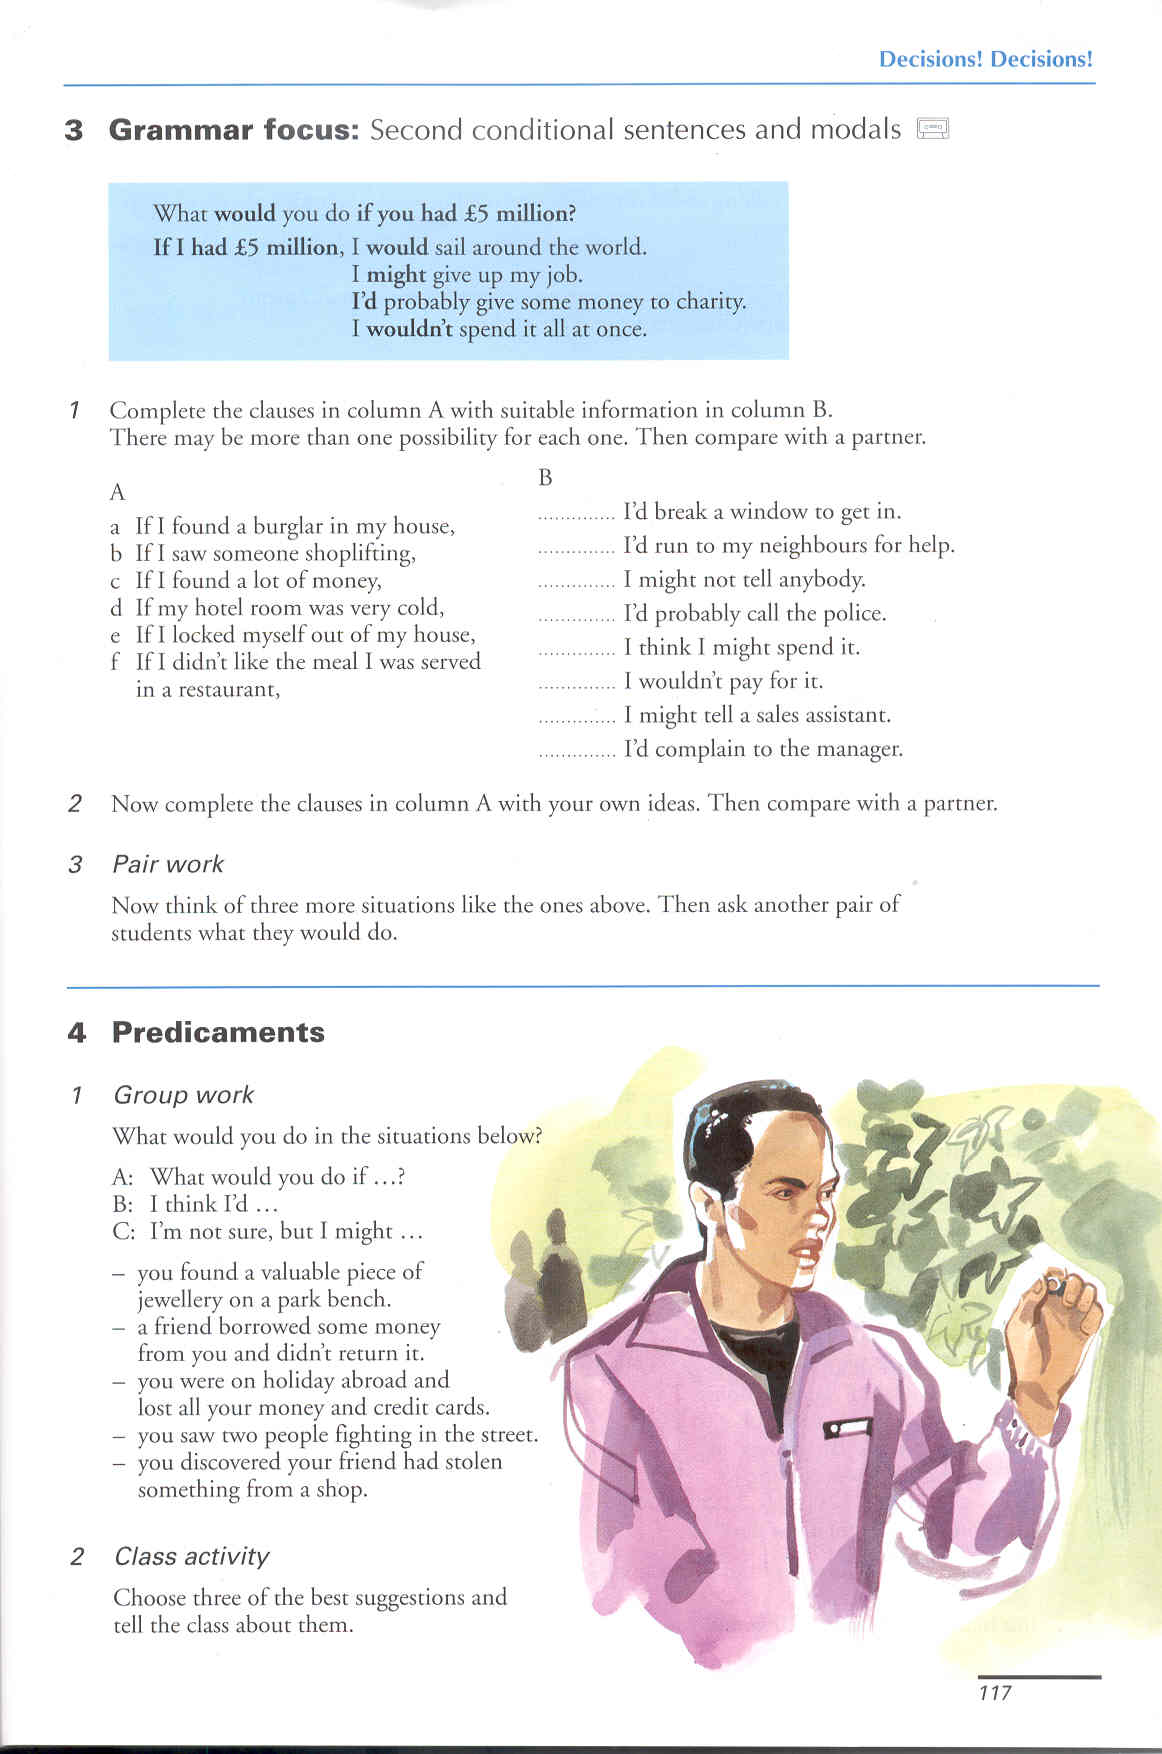 Decisions! Decisions!
3 Grammar focus: Second conditional sentences and modals
What would you do if you had £5 million?
If I had £5 million, I would sail around the world.
I might give up my job.
I'd probably give some money to charity.
I wouldn't spend it all at once.
1 Complete the clauses in column A with suitable information in column B.
There may be more than one possibility for each one. Then compare with a partner.
A
a If I found a burglar in my house,
b If I saw someone shoplifting,
c If I found a lot of money,
d If my hotel room was very cold,
e If I locked myself out of my house,
f If I didn't like the meal I was served
in a restaurant,
B
.............. I'd break a window to get in.
.............. I'd run to my neighbours for help.
.............. I might not tell anybody.
.............. I'd probably call the police.
.............. I think I might spend it.
.............. I wouldn't pay for it.
.............. I might tell a sales assistant.
.............. I'd complain to the manager.
2 Now complete the clauses in column A with your own ideas. Then compare with a partner.
3 Pair work
Now think of three more situations like the ones above. Then ask another pair of
students what they would do.
4 Predicaments
1 Group work
What would you do in the situations below?
A: What would you do if ...?
B: I think I'd ...
C: I'm not sure, but I might ...
– you found a valuable piece of
jewellery on a park bench.
– a friend borrowed some money
from you and didn't return it.
– you were on holiday abroad and
lost all your money and credit cards.
– you saw two people fighting in the street.
– you discovered your friend had stolen
something from a shop.
2 Class activity
Choose three of the best suggestions and
tell the class about them.
117